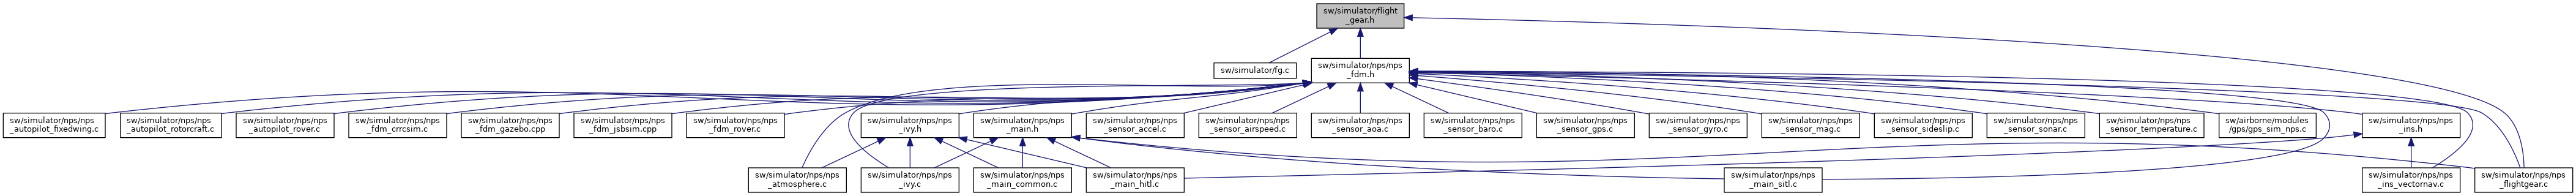 sw/simulator/flight
_gear.h
sw/simulator/fg.c
sw/simulator/nps/nps
_fdm.h
sw/simulator/nps/nps
_autopilot_fixedwing.c
sw/simulator/nps/nps
_autopilot_rotorcraft.c
sw/simulator/nps/nps
_autopilot_rover.c
sw/simulator/nps/nps
_fdm_crrcsim.c
sw/simulator/nps/nps
_fdm_gazebo.cpp
sw/simulator/nps/nps
_fdm_jsbsim.cpp
sw/simulator/nps/nps
_fdm_rover.c
sw/simulator/nps/nps
_ivy.h
sw/simulator/nps/nps
_main.h
sw/simulator/nps/nps
_sensor_accel.c
sw/simulator/nps/nps
_sensor_airspeed.c
sw/simulator/nps/nps
_sensor_aoa.c
sw/simulator/nps/nps
_sensor_baro.c
sw/simulator/nps/nps
_sensor_gps.c
sw/simulator/nps/nps
_sensor_gyro.c
sw/simulator/nps/nps
_sensor_mag.c
sw/simulator/nps/nps
_sensor_sideslip.c
sw/simulator/nps/nps
_sensor_sonar.c
sw/simulator/nps/nps
_sensor_temperature.c
sw/airborne/modules
/gps/gps_sim_nps.c
sw/simulator/nps/nps
_ins.h
sw/simulator/nps/nps
_atmosphere.c
sw/simulator/nps/nps
_ivy.c
sw/simulator/nps/nps
_main_common.c
sw/simulator/nps/nps
_main_hitl.c
sw/simulator/nps/nps
_main_sitl.c
sw/simulator/nps/nps
_ins_vectornav.c
sw/simulator/nps/nps
_flightgear.c